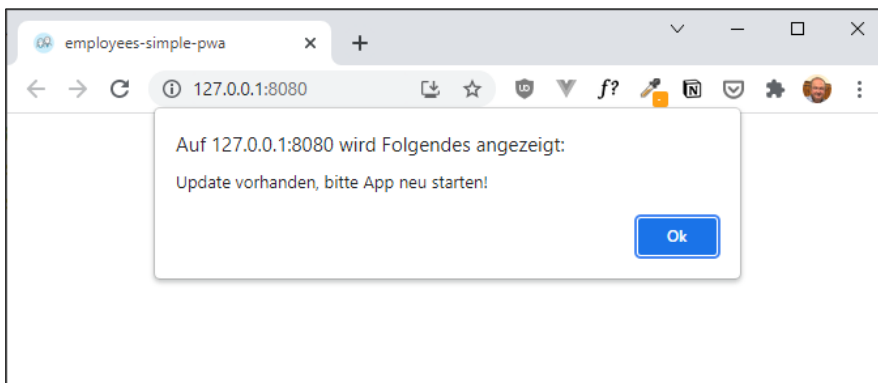 employees-simple-pwa
127.0.0.1:8080
f?
Auf 127.0.0.1:8080 wird Folgendes angezeigt:
Update vorhanden, bitte App neu starten!
Ok